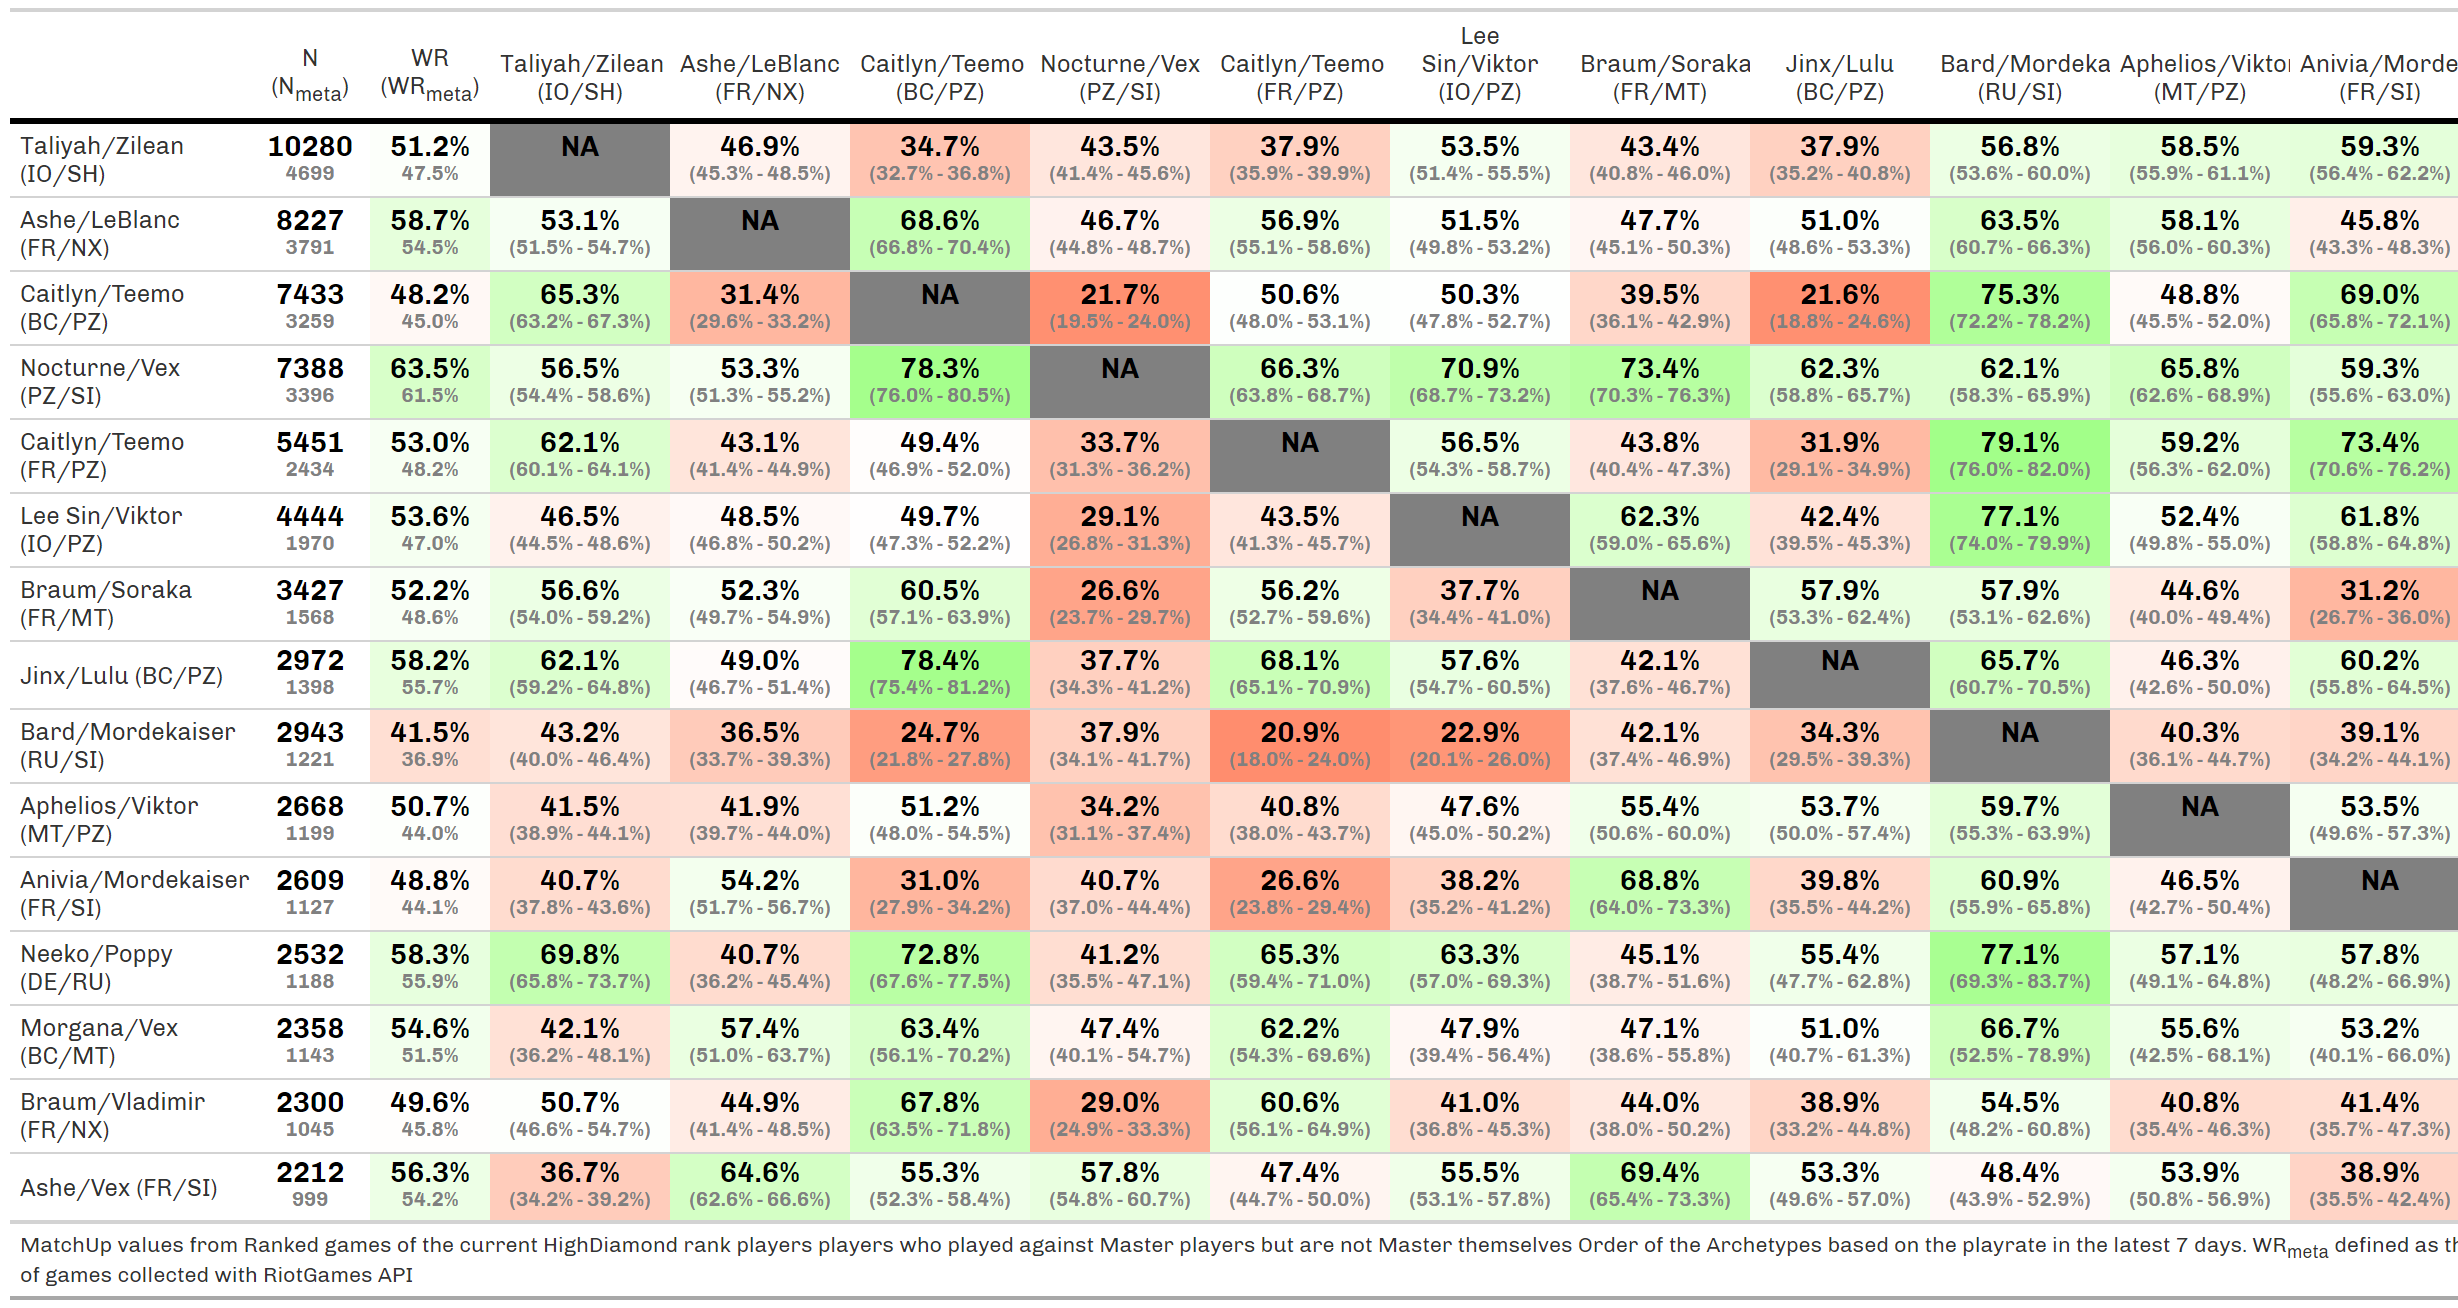 N WR Taliyah/Zilean Ashe/LeBlanc Caitlyn/Teemo Nocturne/Vex Caitlyn/Teemo Lee Sin/Viktor Braum/Soraka Jinx/Lulu Bard/Mordeka Aphelios/Vikto Anivia/Morde
(Nmeta) (WRmeta) (IO/SH) (FR/NX) (BC/PZ) (PZ/SI) (FR/PZ) (IO/PZ) (FR/MT) (BC/PZ) (RU/SI) (MT/PZ) (FR/SI)
Taliyah/Zilean 10280 51.2% NA 46.9% 34.7% 43.5% 37.9% 53.5% 43.4% 37.9% 56.8% 58.5% 59.3%
(IO/SH) 4699 47.5% (45.3% - 48.5%) (32.7% - 36.8%) (41.4% - 45.6%) (35.9% - 39.9%) (51.4% - 55.5%) (40.8% - 46.0%) (35.2% - 40.8%) (53.6% - 60.0%) (55.9% - 61.1%) (56.4% - 62.2%)
Ashe/LeBlanc 8227 58.7% 53.1% NA 68.6% 46.7% 56.9% 51.5% 47.7% 51.0% 63.5% 58.1% 45.8%
(FR/NX) 3791 54.5% (51.5% - 54.7%) (66.8% - 70.4%) (44.8% - 48.7%) (55.1% - 58.6%) (49.8% - 53.2%) (45.1% - 50.3%) (48.6% - 53.3%) (60.7% - 66.3%) (56.0% - 60.3%) (43.3% - 48.3%)
Caitlyn/Teemo 7433 48.2% 65.3% 31.4% NA 21.7% 50.6% 50.3% 39.5% 21.6% 75.3% 48.8% 69.0%
(BC/PZ) 3259 45.0% (63.2% - 67.3%) (29.6% - 33.2%) (19.5% - 24.0%) (48.0% - 53.1%) (47.8% - 52.7%) (36.1% - 42.9%) (18.8% - 24.6%) (72.2% - 78.2%) (45.5% - 52.0%) (65.8% - 72.1%)
Nocturne/Vex 7388 63.5% 56.5% 53.3% 78.3% NA 66.3% 70.9% 73.4% 62.3% 62.1% 65.8% 59.3%
(PZ/SI) 3396 61.5% (54.4% - 58.6%) (51.3% - 55.2%) (76.0% - 80.5%) (63.8% - 68.7%) (68.7% - 73.2%) (70.3% - 76.3%) (58.8% - 65.7%) (58.3% - 65.9%) (62.6% - 68.9%) (55.6% - 63.0%)
Caitlyn/Teemo 5451 53.0% 62.1% 43.1% 49.4% 33.7% NA 56.5% 43.8% 31.9% 79.1% 59.2% 73.4%
(FR/PZ) 2434 48.2% (60.1% - 64.1%) (41.4% - 44.9%) (46.9% - 52.0%) (31.3% - 36.2%) (54.3% - 58.7%) (40.4% - 47.3%) (29.1% - 34.9%) (76.0% - 82.0%) (56.3% - 62.0%) (70.6% - 76.2%)
Lee Sin/Viktor 4444 53.6% 46.5% 48.5% 49.7% 29.1% 43.5% NA 62.3% 42.4% 77.1% 52.4% 61.8%
(IO/PZ) 1970 47.0% (44.5% - 48.6%) (46.8% - 50.2%) (47.3% - 52.2%) (26.8% - 31.3%) (41.3% - 45.7%) (59.0% - 65.6%) (39.5% - 45.3%) (74.0% - 79.9%) (49.8% - 55.0%) (58.8% - 64.8%)
Braum/Soraka 3427 52.2% 56.6% 52.3% 60.5% 26.6% 56.2% 37.7% NA 57.9% 57.9% 44.6% 31.2%
(FR/MT) 1568 48.6% (54.0% - 59.2%) (49.7% - 54.9%) (57.1% - 63.9%) (23.7% - 29.7%) (52.7% - 59.6%) (34.4% - 41.0%) (53.3% - 62.4%) (53.1% - 62.6%) (40.0% - 49.4%) (26.7% - 36.0%)
Jinx/Lulu (BC/PZ) 2972 58.2% 62.1% 49.0% 78.4% 37.7% 68.1% 57.6% 42.1% NA 65.7% 46.3% 60.2%
1398 55.7% (59.2% - 64.8%) (46.7% - 51.4%) (75.4% - 81.2%) (34.3% - 41.2%) (65.1% - 70.9%) (54.7% - 60.5%) (37.6% - 46.7%) (60.7% - 70.5%) (42.6% - 50.0%) (55.8% - 64.5%)
Bard/Mordekaiser 2943 41.5% 43.2% 36.5% 24.7% 37.9% 20.9% 22.9% 42.1% 34.3% NA 40.3% 39.1%
(RU/SI) 1221 36.9% (40.0% - 46.4%) (33.7% - 39.3%) (21.8% - 27.8%) (34.1% - 41.7%) (18.0% - 24.0%) (20.1% - 26.0%) (37.4% - 46.9%) (29.5% - 39.3%) (36.1% - 44.7%) (34.2% - 44.1%)
Aphelios/Viktor 2668 50.7% 41.5% 41.9% 51.2% 34.2% 40.8% 47.6% 55.4% 53.7% 59.7% NA 53.5%
(MT/PZ) 1199 44.0% (38.9% - 44.1%) (39.7% - 44.0%) (48.0% - 54.5%) (31.1% - 37.4%) (38.0% - 43.7%) (45.0% - 50.2%) (50.6% - 60.0%) (50.0% - 57.4%) (55.3% - 63.9%) (49.6% - 57.3%)
Anivia/Mordekaiser 2609 48.8% 40.7% 54.2% 31.0% 40.7% 26.6% 38.2% 68.8% 39.8% 60.9% 46.5% NA
(FR/SI) 1127 44.1% (37.8% - 43.6%) (51.7% - 56.7%) (27.9% - 34.2%) (37.0% - 44.4%) (23.8% - 29.4%) (35.2% - 41.2%) (64.0% - 73.3%) (35.5% - 44.2%) (55.9% - 65.8%) (42.7% - 50.4%)
Neeko/Poppy 2532 58.3% 69.8% 40.7% 72.8% 41.2% 65.3% 63.3% 45.1% 55.4% 77.1% 57.1% 57.8%
(DE/RU) 1188 55.9% (65.8% - 73.7%) (36.2% - 45.4%) (67.6% - 77.5%) (35.5% - 47.1%) (59.4% - 71.0%) (57.0% - 69.3%) (38.7% - 51.6%) (47.7% - 62.8%) (69.3% - 83.7%) (49.1% - 64.8%) (48.2% - 66.9%)
Morgana/Vex 2358 54.6% 42.1% 57.4% 63.4% 47.4% 62.2% 47.9% 47.1% 51.0% 66.7% 55.6% 53.2%
(BC/MT) 1143 51.5% (36.2% - 48.1%) (51.0% - 63.7%) (56.1% - 70.2%) (40.1% - 54.7%) (54.3% - 69.6%) (39.4% - 56.4%) (38.6% - 55.8%) (40.7% - 61.3%) (52.5% - 78.9%) (42.5% - 68.1%) (40.1% - 66.0%)
Braum/Vladimir 2300 49.6% 50.7% 44.9% 67.8% 29.0% 60.6% 41.0% 44.0% 38.9% 54.5% 40.8% 41.4%
(FR/NX) 1045 45.8% (46.6% - 54.7%) (41.4% - 48.5%) (63.5% - 71.8%) (24.9% - 33.3%) (56.1% - 64.9%) (36.8% - 45.3%) (38.0% - 50.2%) (33.2% - 44.8%) (48.2% - 60.8%) (35.4% - 46.3%) (35.7% - 47.3%)
Ashe/Vex (FR/SI) 2212 56.3% 36.7% 64.6% 55.3% 57.8% 47.4% 55.5% 69.4% 53.3% 48.4% 53.9% 38.9%
999 54.2% (34.2% - 39.2%) (62.6% - 66.6%) (52.3% - 58.4%) (54.8% - 60.7%) (44.7% - 50.0%) (53.1% - 57.8%) (65.4% - 73.3%) (49.6% - 57.0%) (43.9% - 52.9%) (50.8% - 56.9%) (35.5% - 42.4%)
MatchUp values from Ranked games of the current HighDiamond rank players players who played against Master players but are not Master themselves Order of the Archetypes based on the playrate in the latest 7 days. WRmeta defined as th
of games collected with RiotGames API